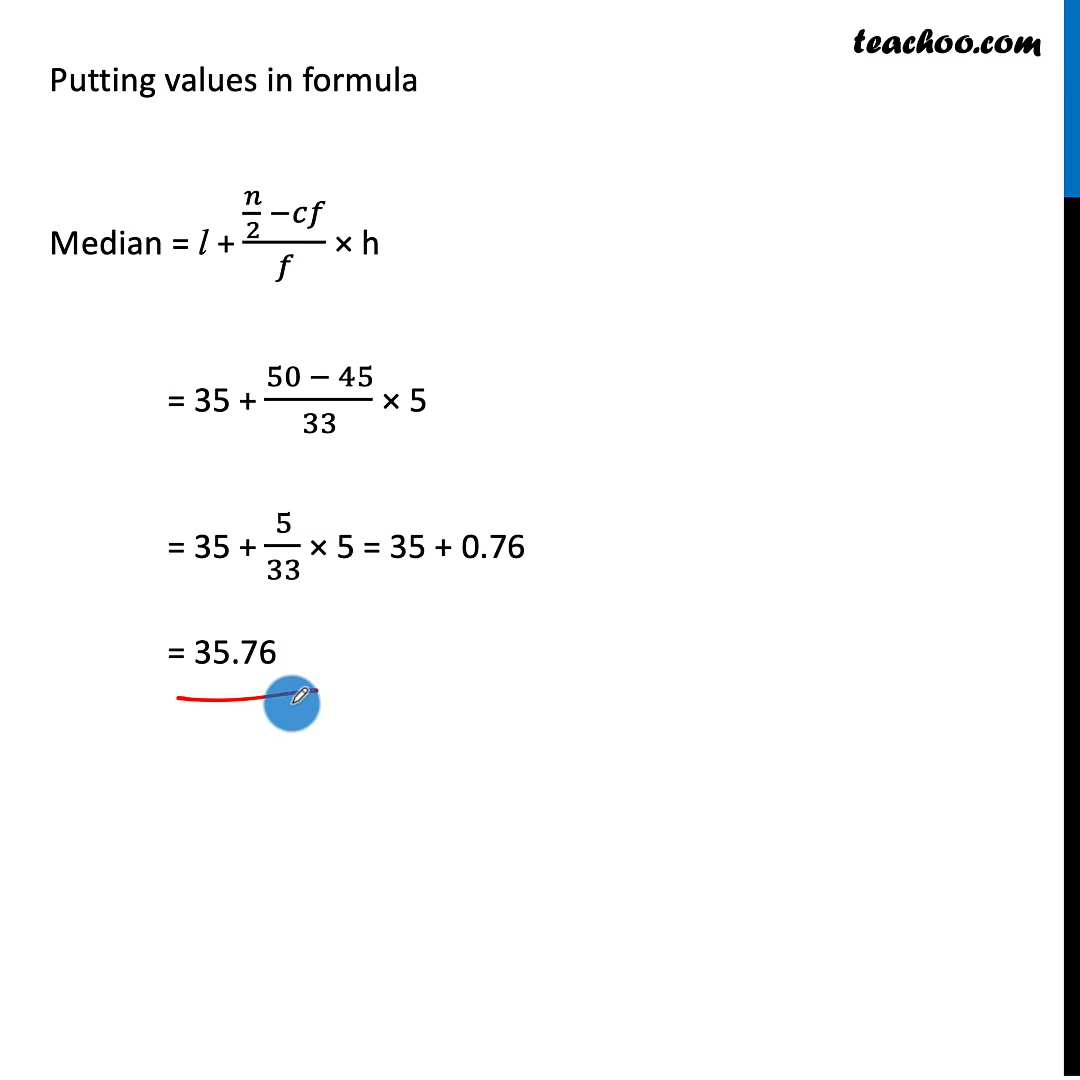 teachoo.com
Putting values in formula
Median = l + (n/2 −cf)/f × h
= 35 + (50 − 45)/33 × 5
= 35 + 5/33 × 5 = 35 + 0.76
= 35.76